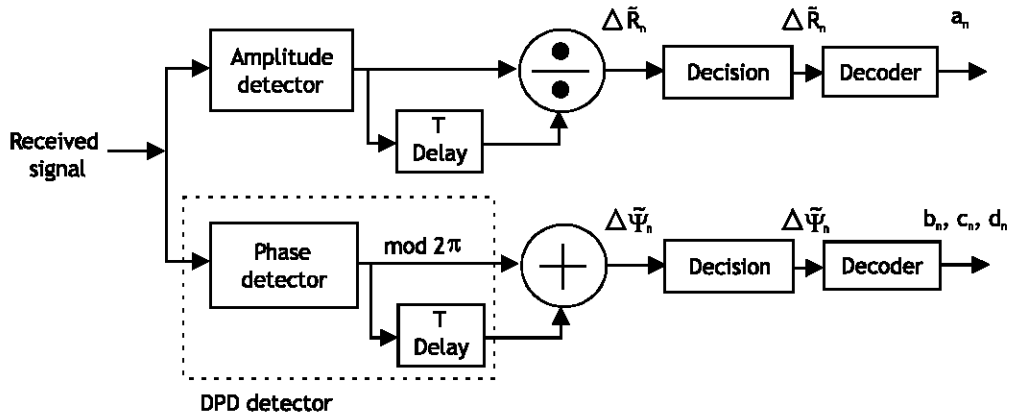 ΔR̃ₙ
ΔR̃ₙ
aₙ
Amplitude
detector
Decision
Decoder
T
Delay
Received
signal
ΔΨ̃ₙ
ΔΨ̃ₙ
bₙ, cₙ, dₙ
Phase
detector
mod 2π
Decision
Decoder
T
Delay
DPD detector